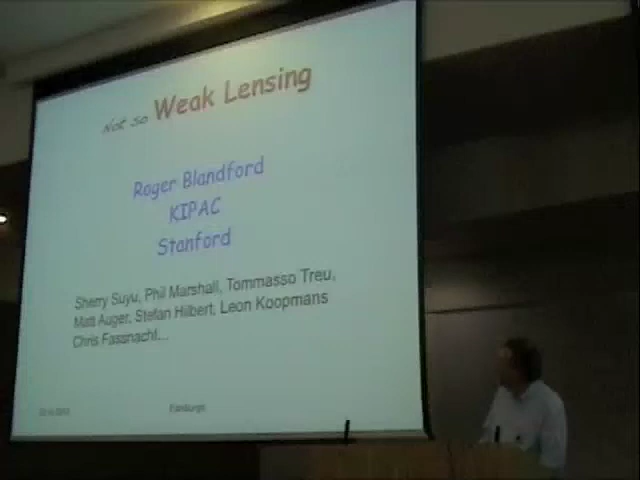 Not so Weak Lensing
Roger Blandford
KIPAC
Stanford
Sherry Suyu, Phil Marshall, Tommasso Treu,
Matt Auger, Stefan Hilbert, Leon Koopmans
Chris Fassnacht...
Edinburgh